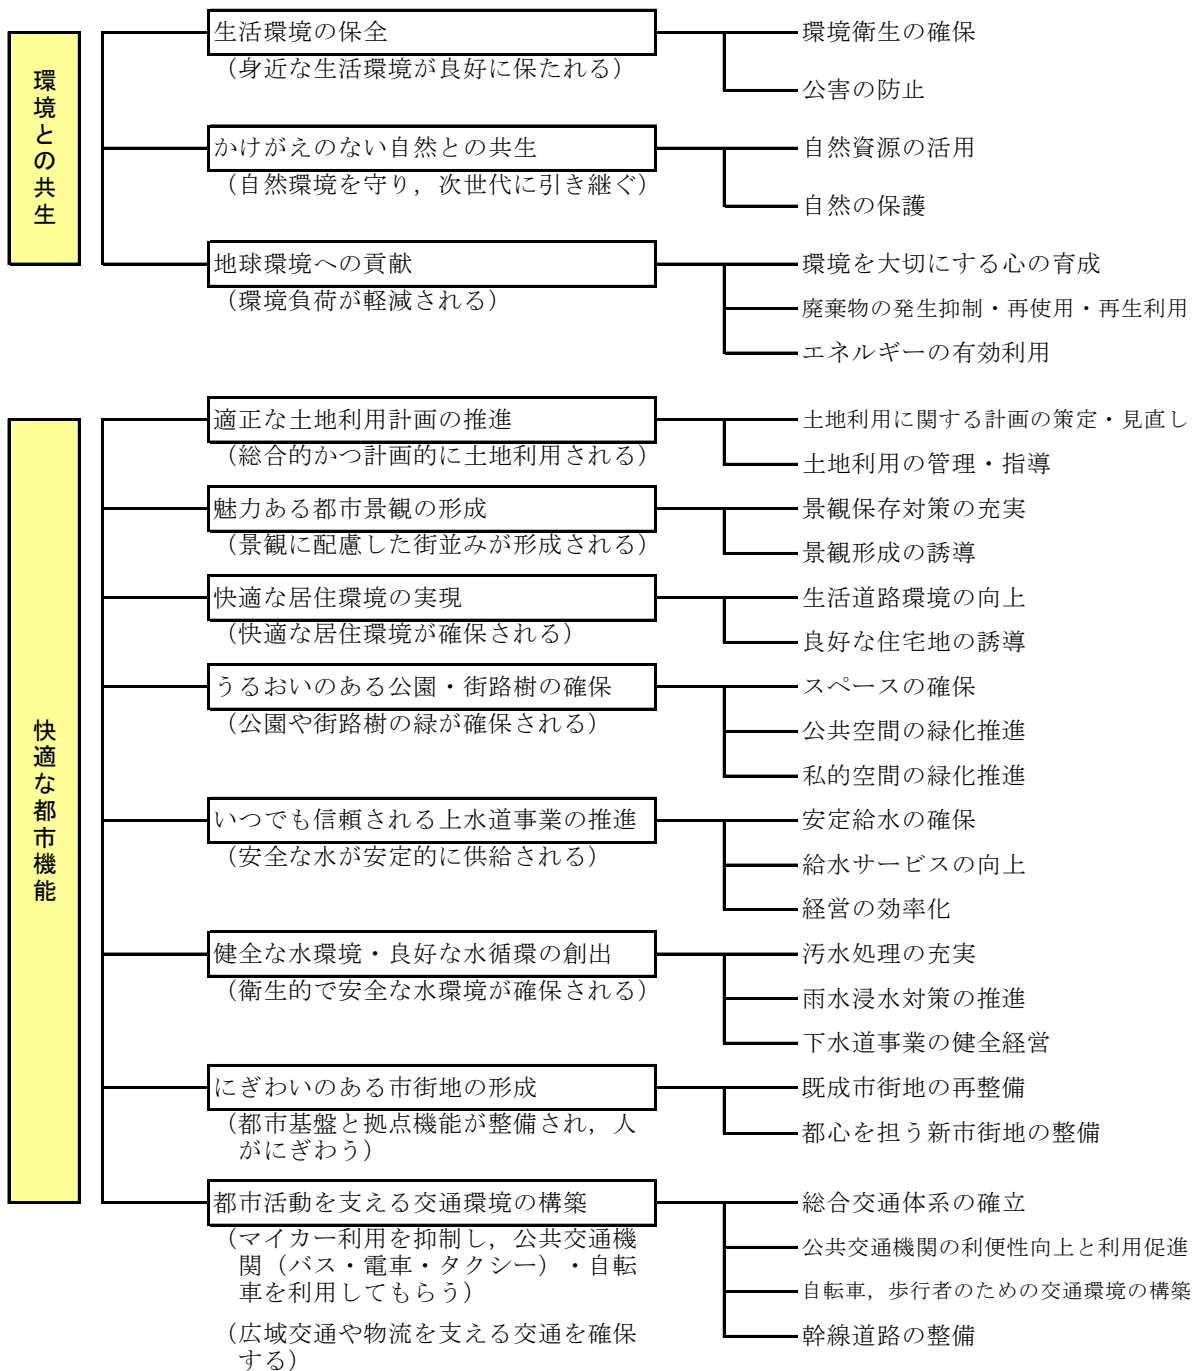 環境との共生
生活環境の保全
（身近な生活環境が良好に保たれる）
環境衛生の確保
公害の防止
かけがえのない自然との共生
（自然環境を守り，次世代に引き継ぐ）
自然資源の活用
自然の保護
地球環境への貢献
（環境負荷が軽減される）
環境を大切にする心の育成
廃棄物の発生抑制・再使用・再生利用
エネルギーの有効利用
快適な都市機能
適正な土地利用計画の推進
（総合的かつ計画的に土地利用される）
土地利用に関する計画の策定・見直し
土地利用の管理・指導
魅力ある都市景観の形成
（景観に配慮した街並みが形成される）
景観保存対策の充実
景観形成の誘導
快適な居住環境の実現
（快適な居住環境が確保される）
生活道路環境の向上
良好な住宅地の誘導
うるおいのある公園・街路樹の確保
（公園や街路樹の緑が確保される）
スペースの確保
公共空間の緑化推進
私的空間の緑化推進
いつでも信頼される上水道事業の推進
（安全な水が安定的に供給される）
安定給水の確保
給水サービスの向上
経営の効率化
健全な水環境・良好な水循環の創出
（衛生的で安全な水環境が確保される）
汚水処理の充実
雨水浸水対策の推進
下水道事業の健全経営
にぎわいのある市街地の形成
（都市基盤と拠点機能が整備され，人
がにぎわう）
既成市街地の再整備
都心を担う新市街地の整備
都市活動を支える交通環境の構築
（マイカー利用を抑制し，公共交通機
関（バス・電車・タクシー）・自転
車を利用してもらう）
（広域交通や物流を支える交通を確保
する）
総合交通体系の確立
公共交通機関の利便性向上と利用促進
自転車，歩行者のための交通環境の構築
幹線道路の整備